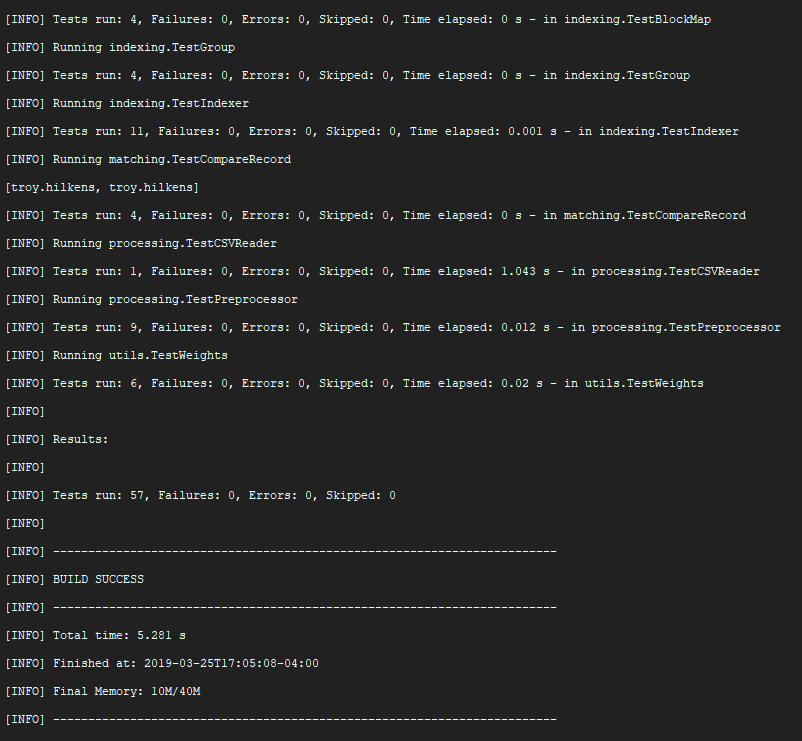 [INFO] Tests run: 4, Failures: 0, Errors: 0, Skipped: 0, Time elapsed: 0 s - in indexing.TestBlockMap
[INFO] Running indexing.TestGroup
[INFO] Tests run: 4, Failures: 0, Errors: 0, Skipped: 0, Time elapsed: 0 s - in indexing.TestGroup
[INFO] Running indexing.TestIndexer
[INFO] Tests run: 11, Failures: 0, Errors: 0, Skipped: 0, Time elapsed: 0.001 s - in indexing.TestIndexer
[INFO] Running matching.TestCompareRecord
[troy.hilkens, troy.hilkens]
[INFO] Tests run: 4, Failures: 0, Errors: 0, Skipped: 0, Time elapsed: 0 s - in matching.TestCompareRecord
[INFO] Running processing.TestCSVReader
[INFO] Tests run: 1, Failures: 0, Errors: 0, Skipped: 0, Time elapsed: 1.043 s - in processing.TestCSVReader
[INFO] Running processing.TestPreprocessor
[INFO] Tests run: 9, Failures: 0, Errors: 0, Skipped: 0, Time elapsed: 0.012 s - in processing.TestPreprocessor
[INFO] Running utils.TestWeights
[INFO] Tests run: 6, Failures: 0, Errors: 0, Skipped: 0, Time elapsed: 0.02 s - in utils.TestWeights
[INFO]
[INFO] Results:
[INFO]
[INFO] Tests run: 57, Failures: 0, Errors: 0, Skipped: 0
[INFO]
[INFO] ------------------------------------------------------------------------
[INFO] BUILD SUCCESS
[INFO] ------------------------------------------------------------------------
[INFO] Total time: 5.281 s
[INFO] Finished at: 2019-03-25T17:05:08-04:00
[INFO] Final Memory: 10M/40M
[INFO] ------------------------------------------------------------------------